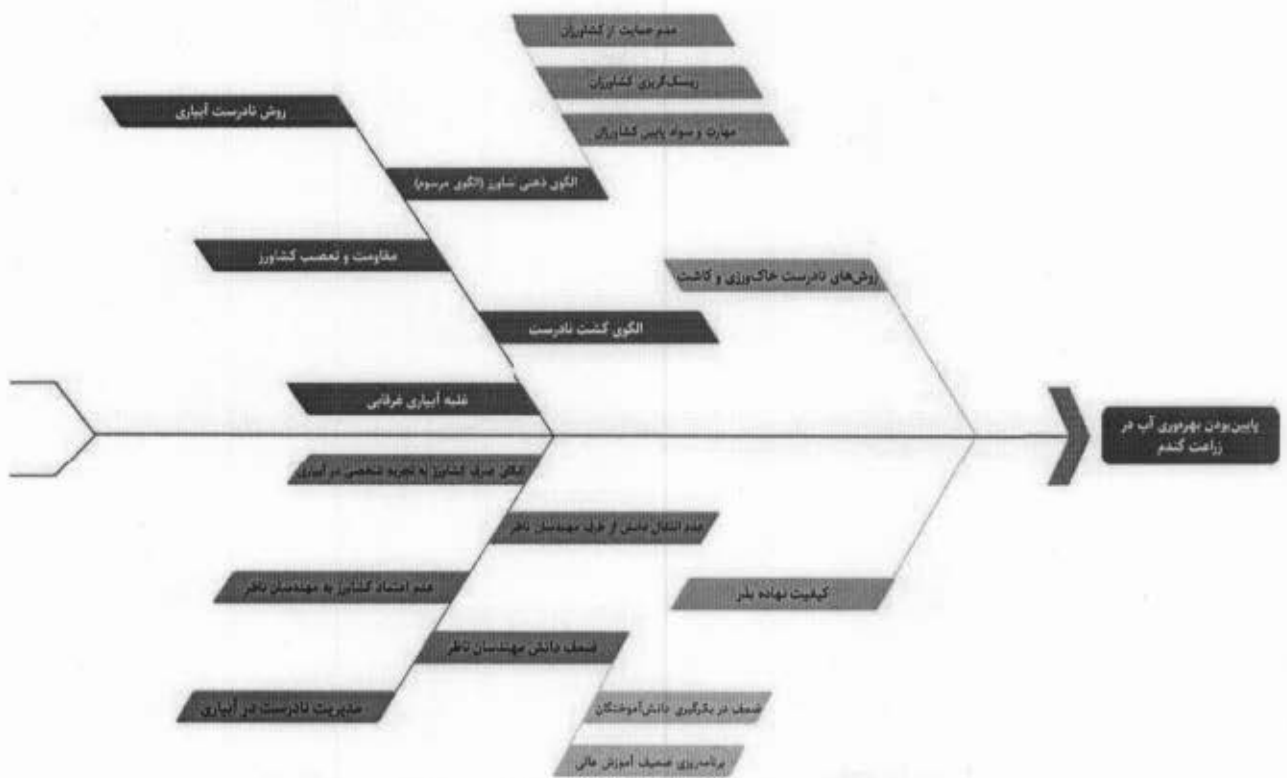 عدم حمایت از کشاورزان
ریسک‌گریزی کشاورزان
مهارت و سواد پایین کشاورزان
روش نادرست آبیاری
الگوی ذهنی شاورز (الگوی مرسوم)
مقاومت و تعصب کشاورز
روش‌های نادرست خاک‌ورزی و کاشت
الگوی کشت نادرست
غلبه آبیاری غرقابی
پایین‌بودن بهره‌وری آب در
زراعت گندم
اتکای صرف کشاورز به تجربه شخصی در آبیاری
عدم انتقال دانش از طرف مهندسان ناظر
عدم اعتماد کشاورز به مهندسان ناظر
کیفیت نهاده بذر
ضعف دانش مهندسان ناظر
مدیریت نادرست در آبیاری
ضعف در بکرگیری دانش‌آموختگان
برنامه‌ریزی ضعیف آموزش عالی